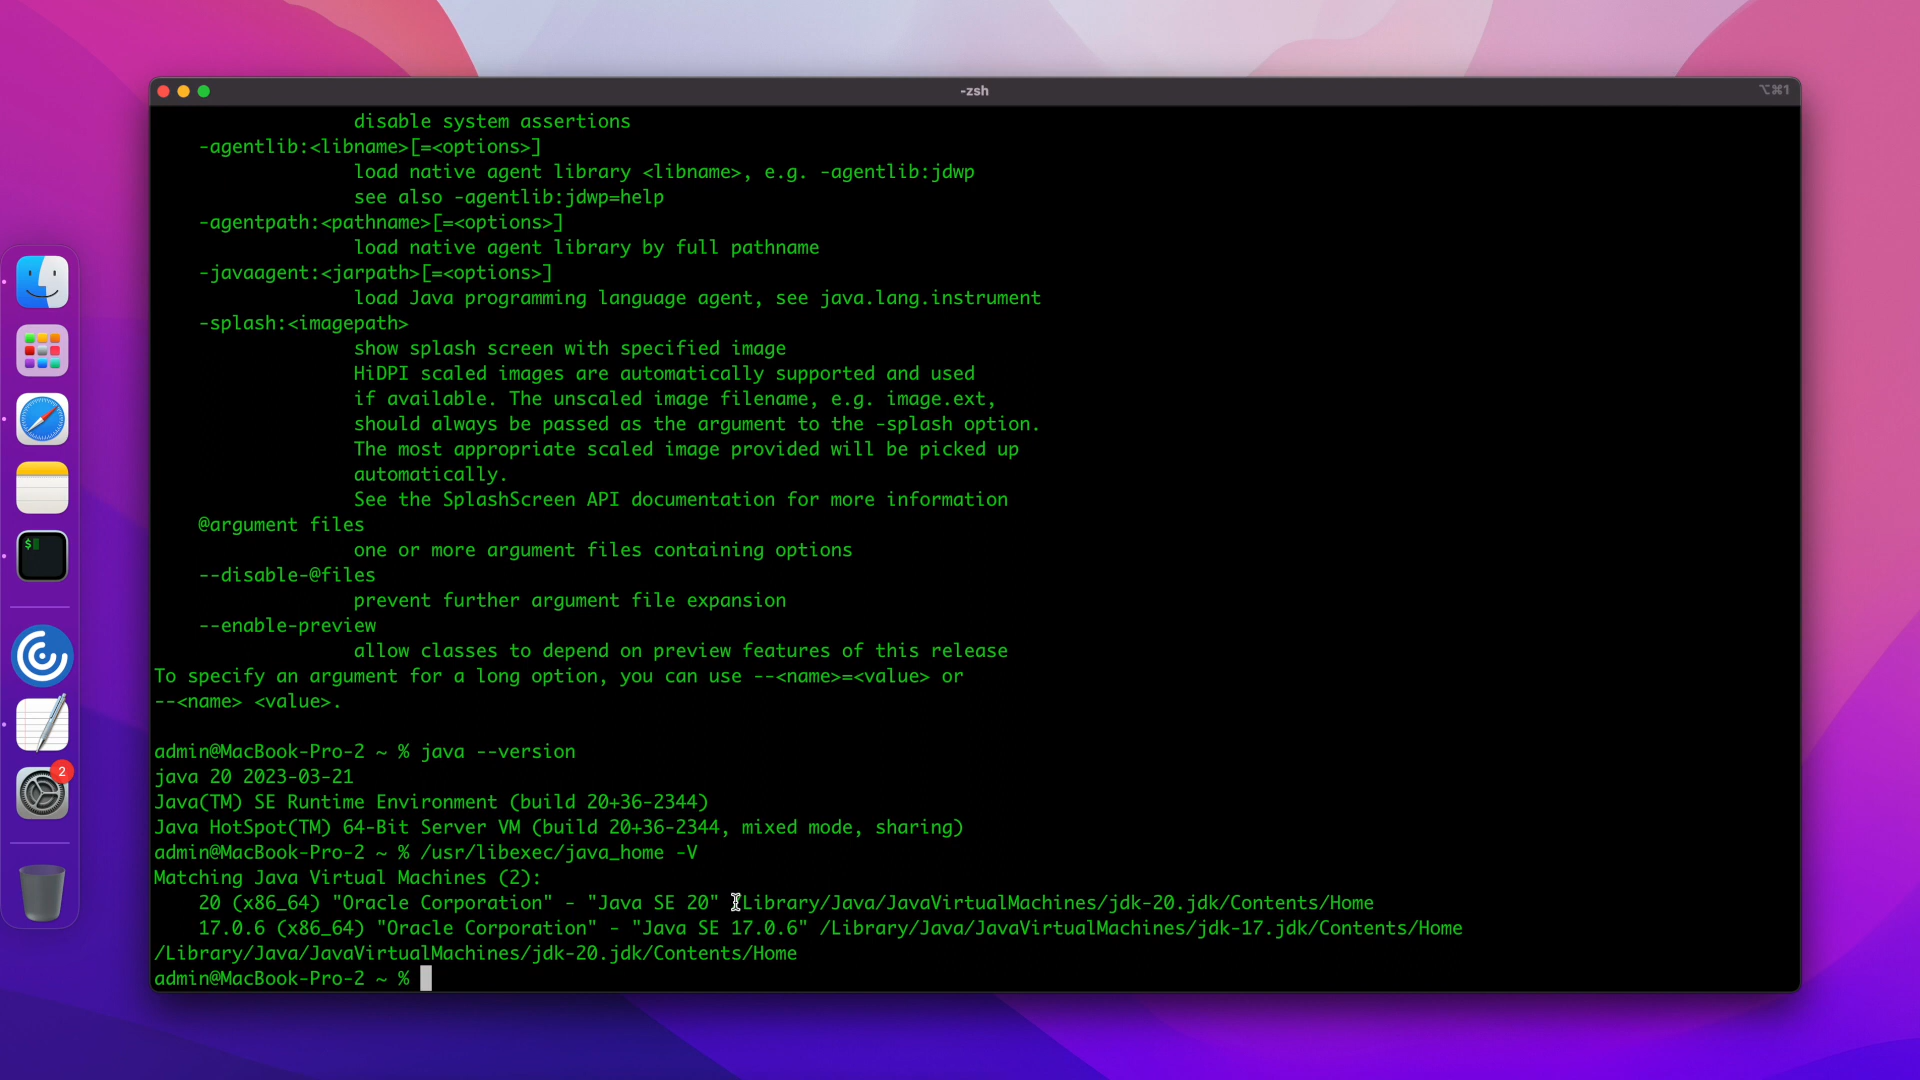 -zsh
⌥⌘1
disable system assertions
-agentlib:<libname>[=<options>]
load native agent library <libname>, e.g. -agentlib:jdwp
see also -agentlib:jdwp=help
-agentpath:<pathname>[=<options>]
load native agent library by full pathname
-javaagent:<jarpath>[=<options>]
load Java programming language agent, see java.lang.instrument
-splash:<imagepath>
show splash screen with specified image
HiDPI scaled images are automatically supported and used
if available. The unscaled image filename, e.g. image.ext,
should always be passed as the argument to the -splash option.
The most appropriate scaled image provided will be picked up
automatically.
See the SplashScreen API documentation for more information
@argument files
one or more argument files containing options
--disable-@files
prevent further argument file expansion
--enable-preview
allow classes to depend on preview features of this release
To specify an argument for a long option, you can use --<name>=<value> or
--<name> <value>.
admin@MacBook-Pro-2 ~ % java --version
java 20 2023-03-21
Java(TM) SE Runtime Environment (build 20+36-2344)
Java HotSpot(TM) 64-Bit Server VM (build 20+36-2344, mixed mode, sharing)
admin@MacBook-Pro-2 ~ % /usr/libexec/java_home -V
Matching Java Virtual Machines (2):
20 (x86_64) "Oracle Corporation" - "Java SE 20" /Library/Java/JavaVirtualMachines/jdk-20.jdk/Contents/Home
17.0.6 (x86_64) "Oracle Corporation" - "Java SE 17.0.6" /Library/Java/JavaVirtualMachines/jdk-17.jdk/Contents/Home
/Library/Java/JavaVirtualMachines/jdk-20.jdk/Contents/Home
admin@MacBook-Pro-2 ~ %
$
2